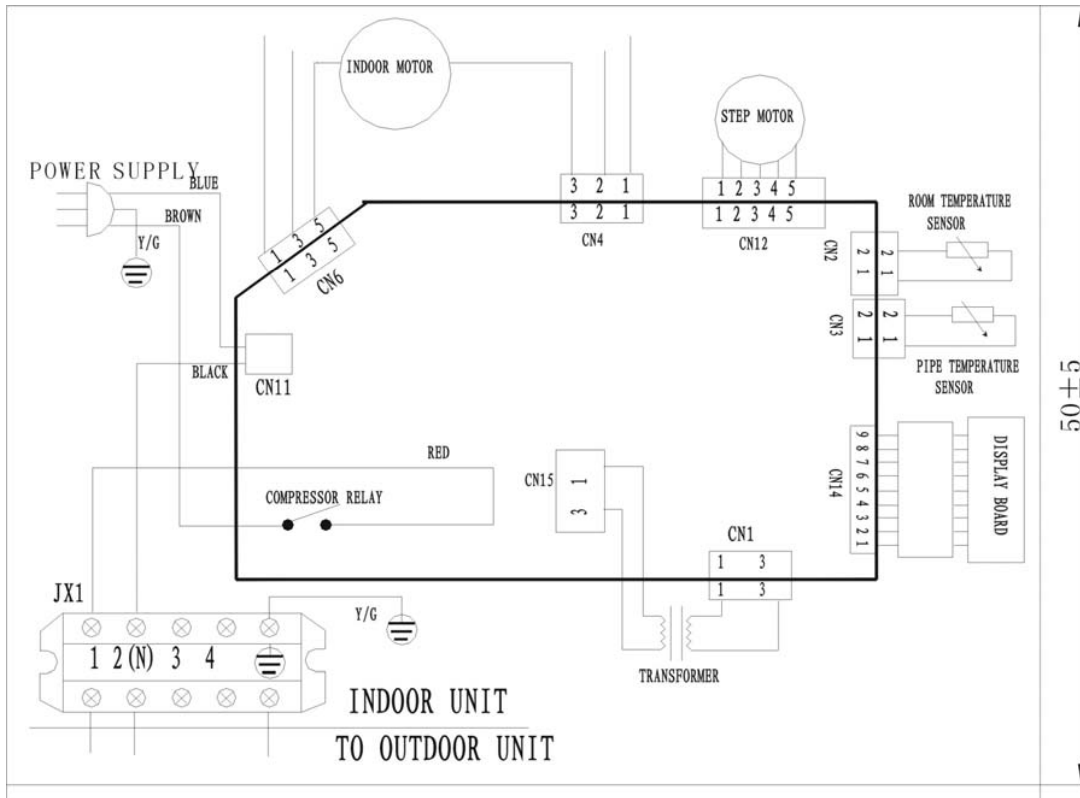 INDOOR MOTOR
STEP MOTOR
POWER SUPPLY
BLUE
BROWN
Y/G
1 3 5
1 3 5
CN6
3 2 1
3 2 1
CN4
1 2 3 4 5
1 2 3 4 5
CN12
ROOM TEMPERATURE
SENSOR
CN2
2 1
2 1
CN3
2 1
2 1
PIPE TEMPERATURE
SENSOR
50±5
BLACK
CN11
RED
COMPRESSOR RELAY
CN15
1
3
CN14
9 8 7 6 5 4 3 2 1
DISPLAY BOARD
CN1
1 3
1 3
TRANSFORMER
JX1
Y/G
1 2(N) 3 4
INDOOR UNIT
TO OUTDOOR UNIT